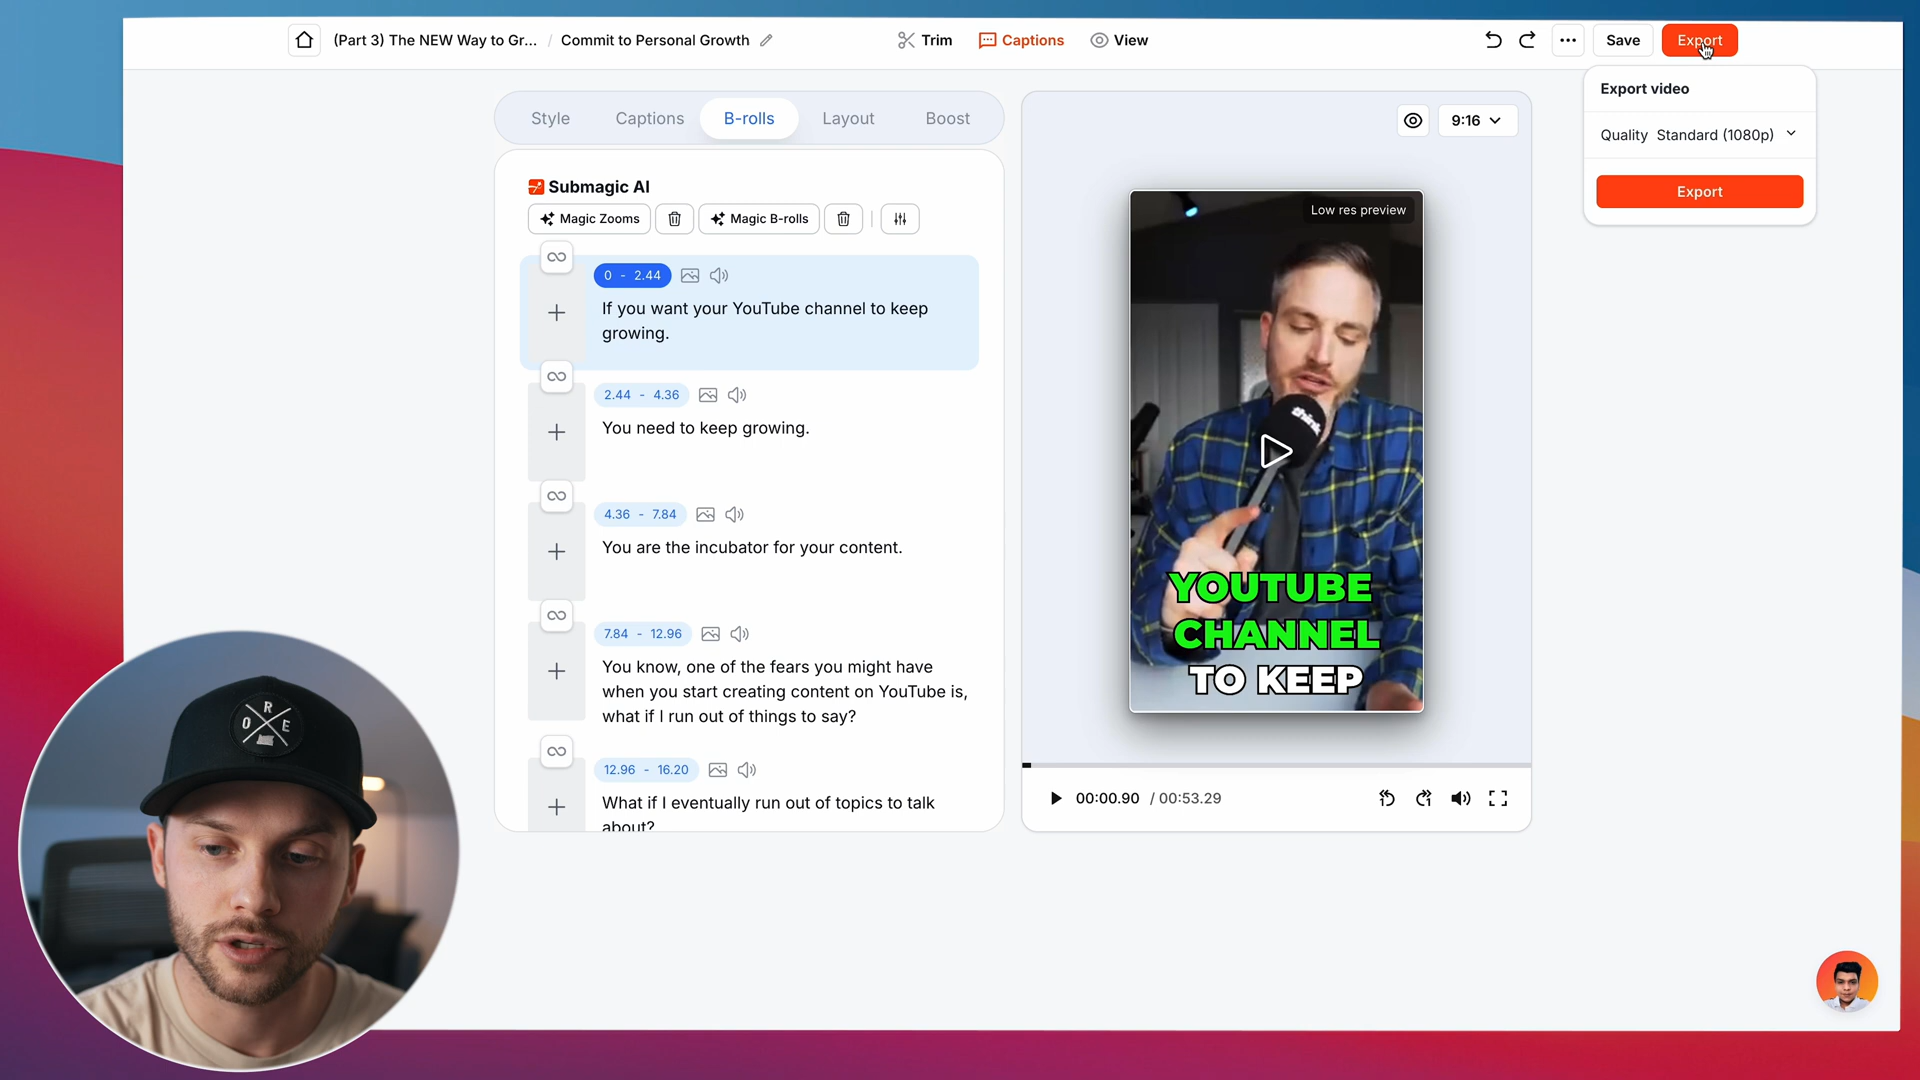 (Part 3) The NEW Way to Gr... / Commit to Personal Growth
Trim
Captions
View
Save
Export
Export video
Quality Standard (1080p)
Export
Style
Captions
B-rolls
Layout
Boost
Submagic AI
Magic Zooms
Magic B-rolls
0 - 2.44
If you want your YouTube channel to keep
growing.
2.44 - 4.36
You need to keep growing.
4.36 - 7.84
You are the incubator for your content.
7.84 - 12.96
You know, one of the fears you might have
when you start creating content on YouTube is,
what if I run out of things to say?
12.96 - 16.20
What if I eventually run out of topics to talk
about?
9:16
Low res preview
think
YOUTUBE
CHANNEL
TO KEEP
00:00.90 / 00:53.29
ORE